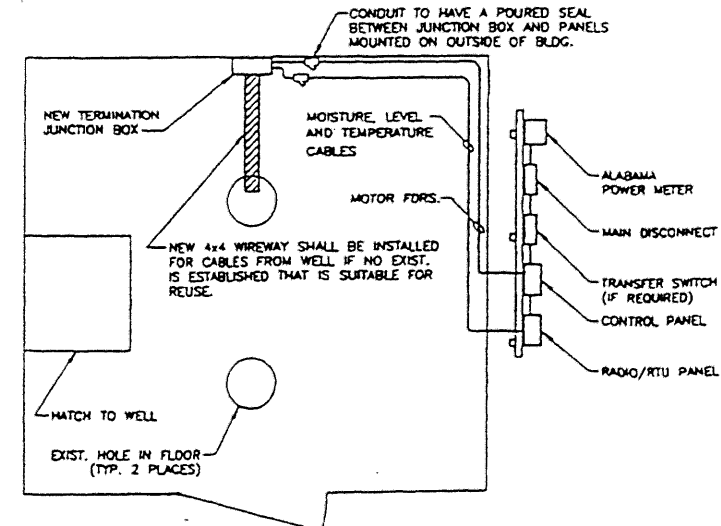 CONDUIT TO HAVE A POURED SEAL
BETWEEN JUNCTION BOX AND PANELS
MOUNTED ON OUTSIDE OF BLDG.
NEW TERMINATION
JUNCTION BOX
MOISTURE, LEVEL
AND TEMPERATURE
CABLES
MOTOR FDRS.
ALABAMA
POWER METER
MAIN DISCONNECT
TRANSFER SWITCH
(IF REQUIRED)
CONTROL PANEL
RADIO/RTU PANEL
NEW 4x4 WIREWAY SHALL BE INSTALLED
FOR CABLES FROM WELL IF NO EXIST.
IS ESTABLISHED THAT IS SUITABLE FOR
REUSE.
HATCH TO WELL
EXIST. HOLE IN FLOOR
(TYP. 2 PLACES)